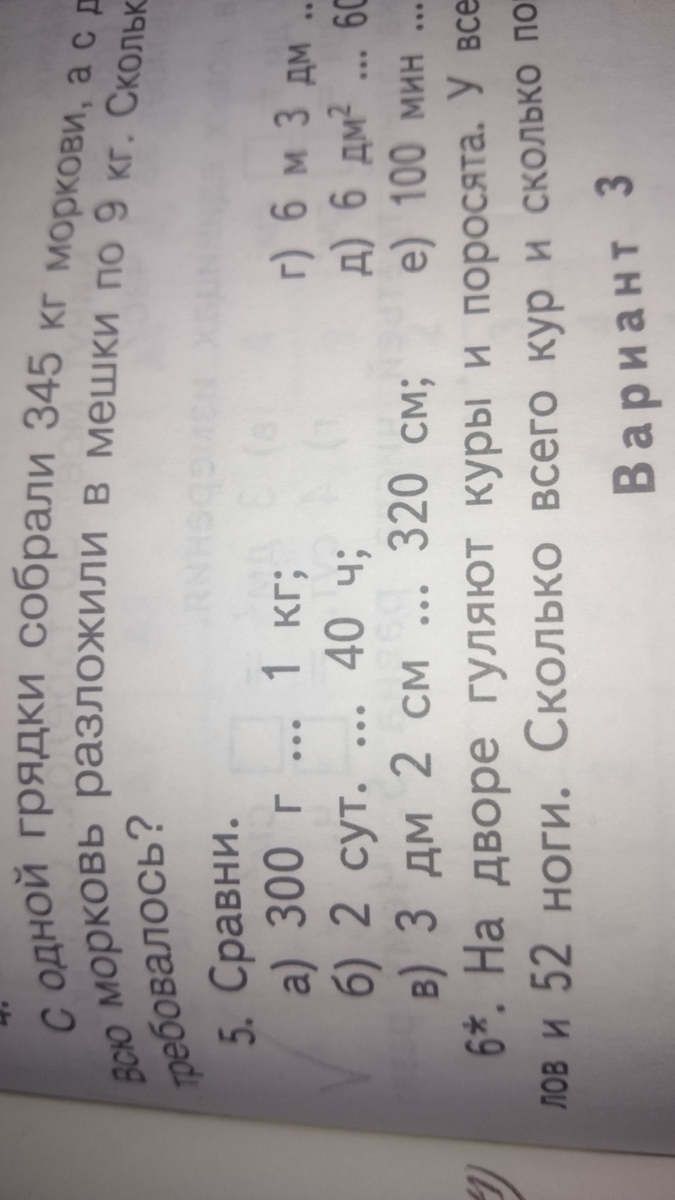 4.
С одной грядки собрали 345 кг моркови, а с
всю морковь разложили в мешки по 9 кг.
требовалось?
5. Сравни.
а) 300 г .... 1 кг; г) 6 м 3 дм ..
б) 2 сут. ... 40 ч; д) 6 дм² ... 60
в) 3 дм 2 см ... 320 см; е) 100 мин ...
6*. На дворе гуляют куры и поросята. У все
лов и 52 ноги. Сколько всего кур и сколько по
Вариант 3